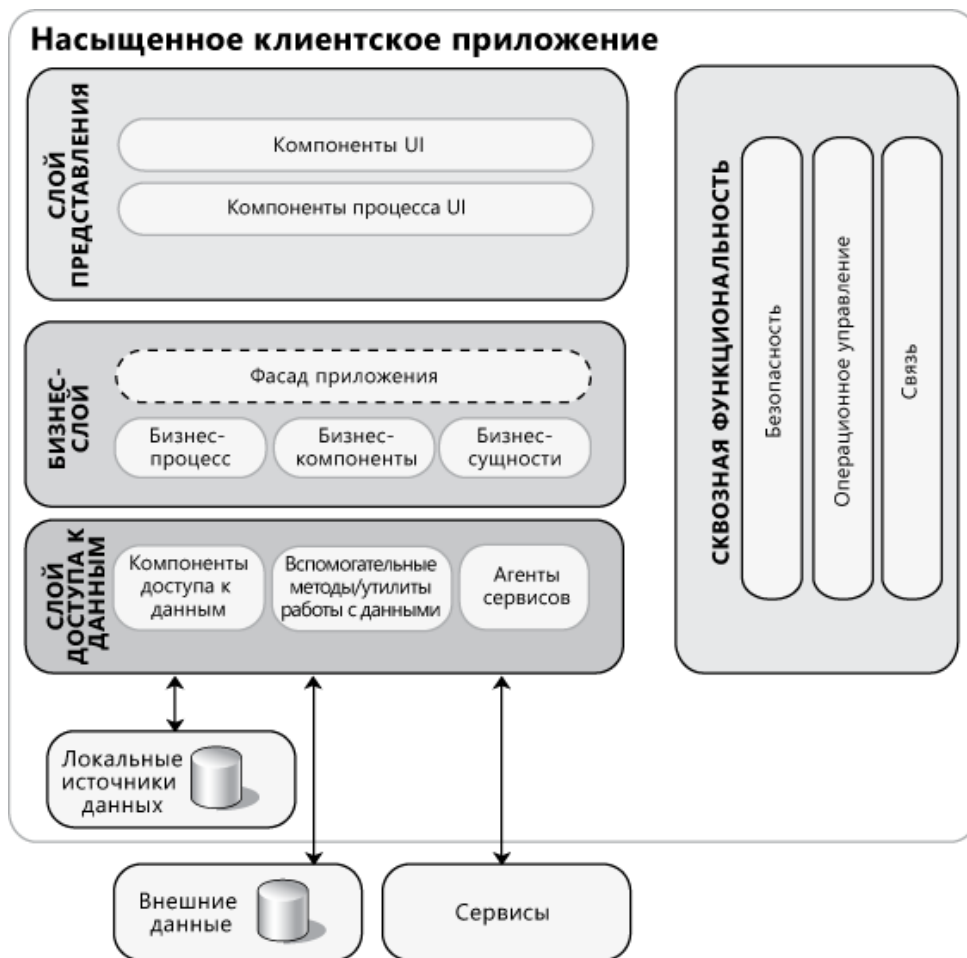 Насыщенное клиентское приложение
СЛОЙ
ПРЕДСТАВЛЕНИЯ
Компоненты UI
Компоненты процесса UI
БИЗНЕС-
СЛОЙ
Фасад приложения
Бизнес-
процесс
Бизнес-
компоненты
Бизнес-
сущности
СЛОЙ
ДОСТУПА К
ДАННЫМ
Компоненты
доступа к
данным
Вспомогательные
методы/утилиты
работы с данными
Агенты
сервисов
СКВОЗНАЯ ФУНКЦИОНАЛЬНОСТЬ
Безопасность
Операционное управление
Связь
Локальные
источники
данных
Внешние
данные
Сервисы